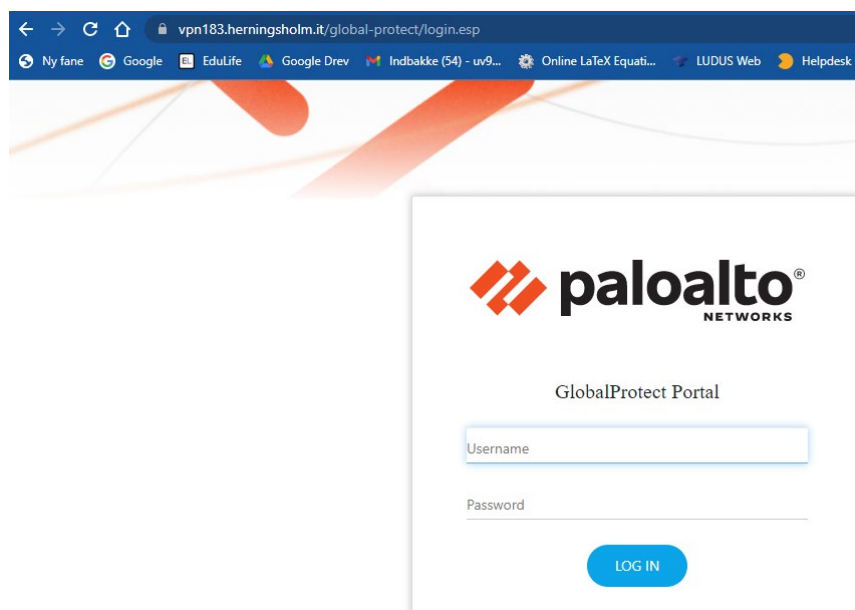 vpn183.herningsholm.it/global-protect/login.esp
Ny fane Google EL EduLife Google Drev Indbakke (54) - uv9... Online LaTeX Equati... LUDUS Web Helpdesk
paloalto®
NETWORKS
GlobalProtect Portal
Username
Password
LOG IN